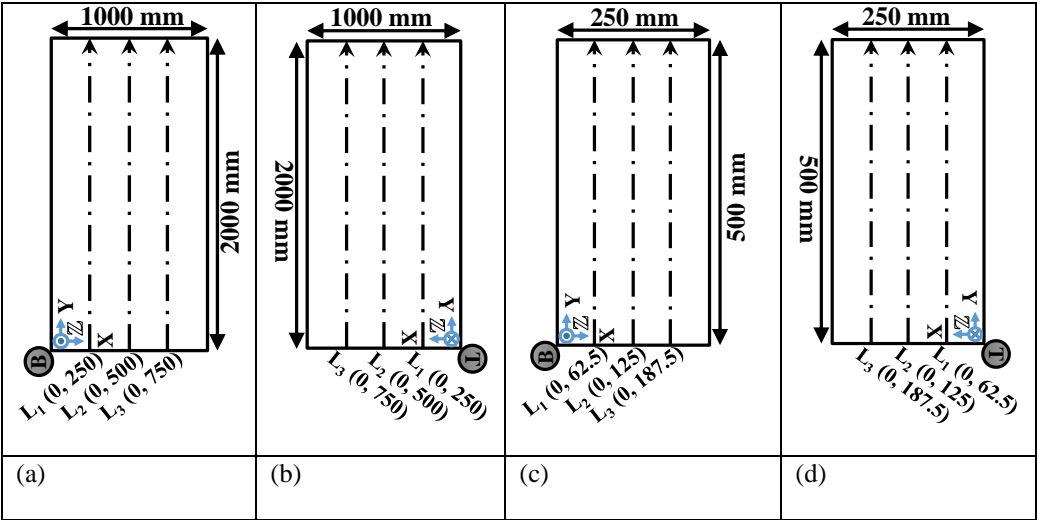 1000 mm
2000 mm
Y
Z
X
B
L₁ (0, 250)
L₂ (0, 500)
L₃ (0, 750)
(a)
1000 mm
2000 mm
Y
Z
X
T
L₁ (0, 250)
L₂ (0, 500)
L₃ (0, 750)
(b)
250 mm
500 mm
Y
Z
X
B
L₁ (0, 62.5)
L₂ (0, 125)
L₃ (0, 187.5)
(c)
250 mm
500 mm
Y
Z
X
T
L₁ (0, 62.5)
L₂ (0, 125)
L₃ (0, 187.5)
(d)